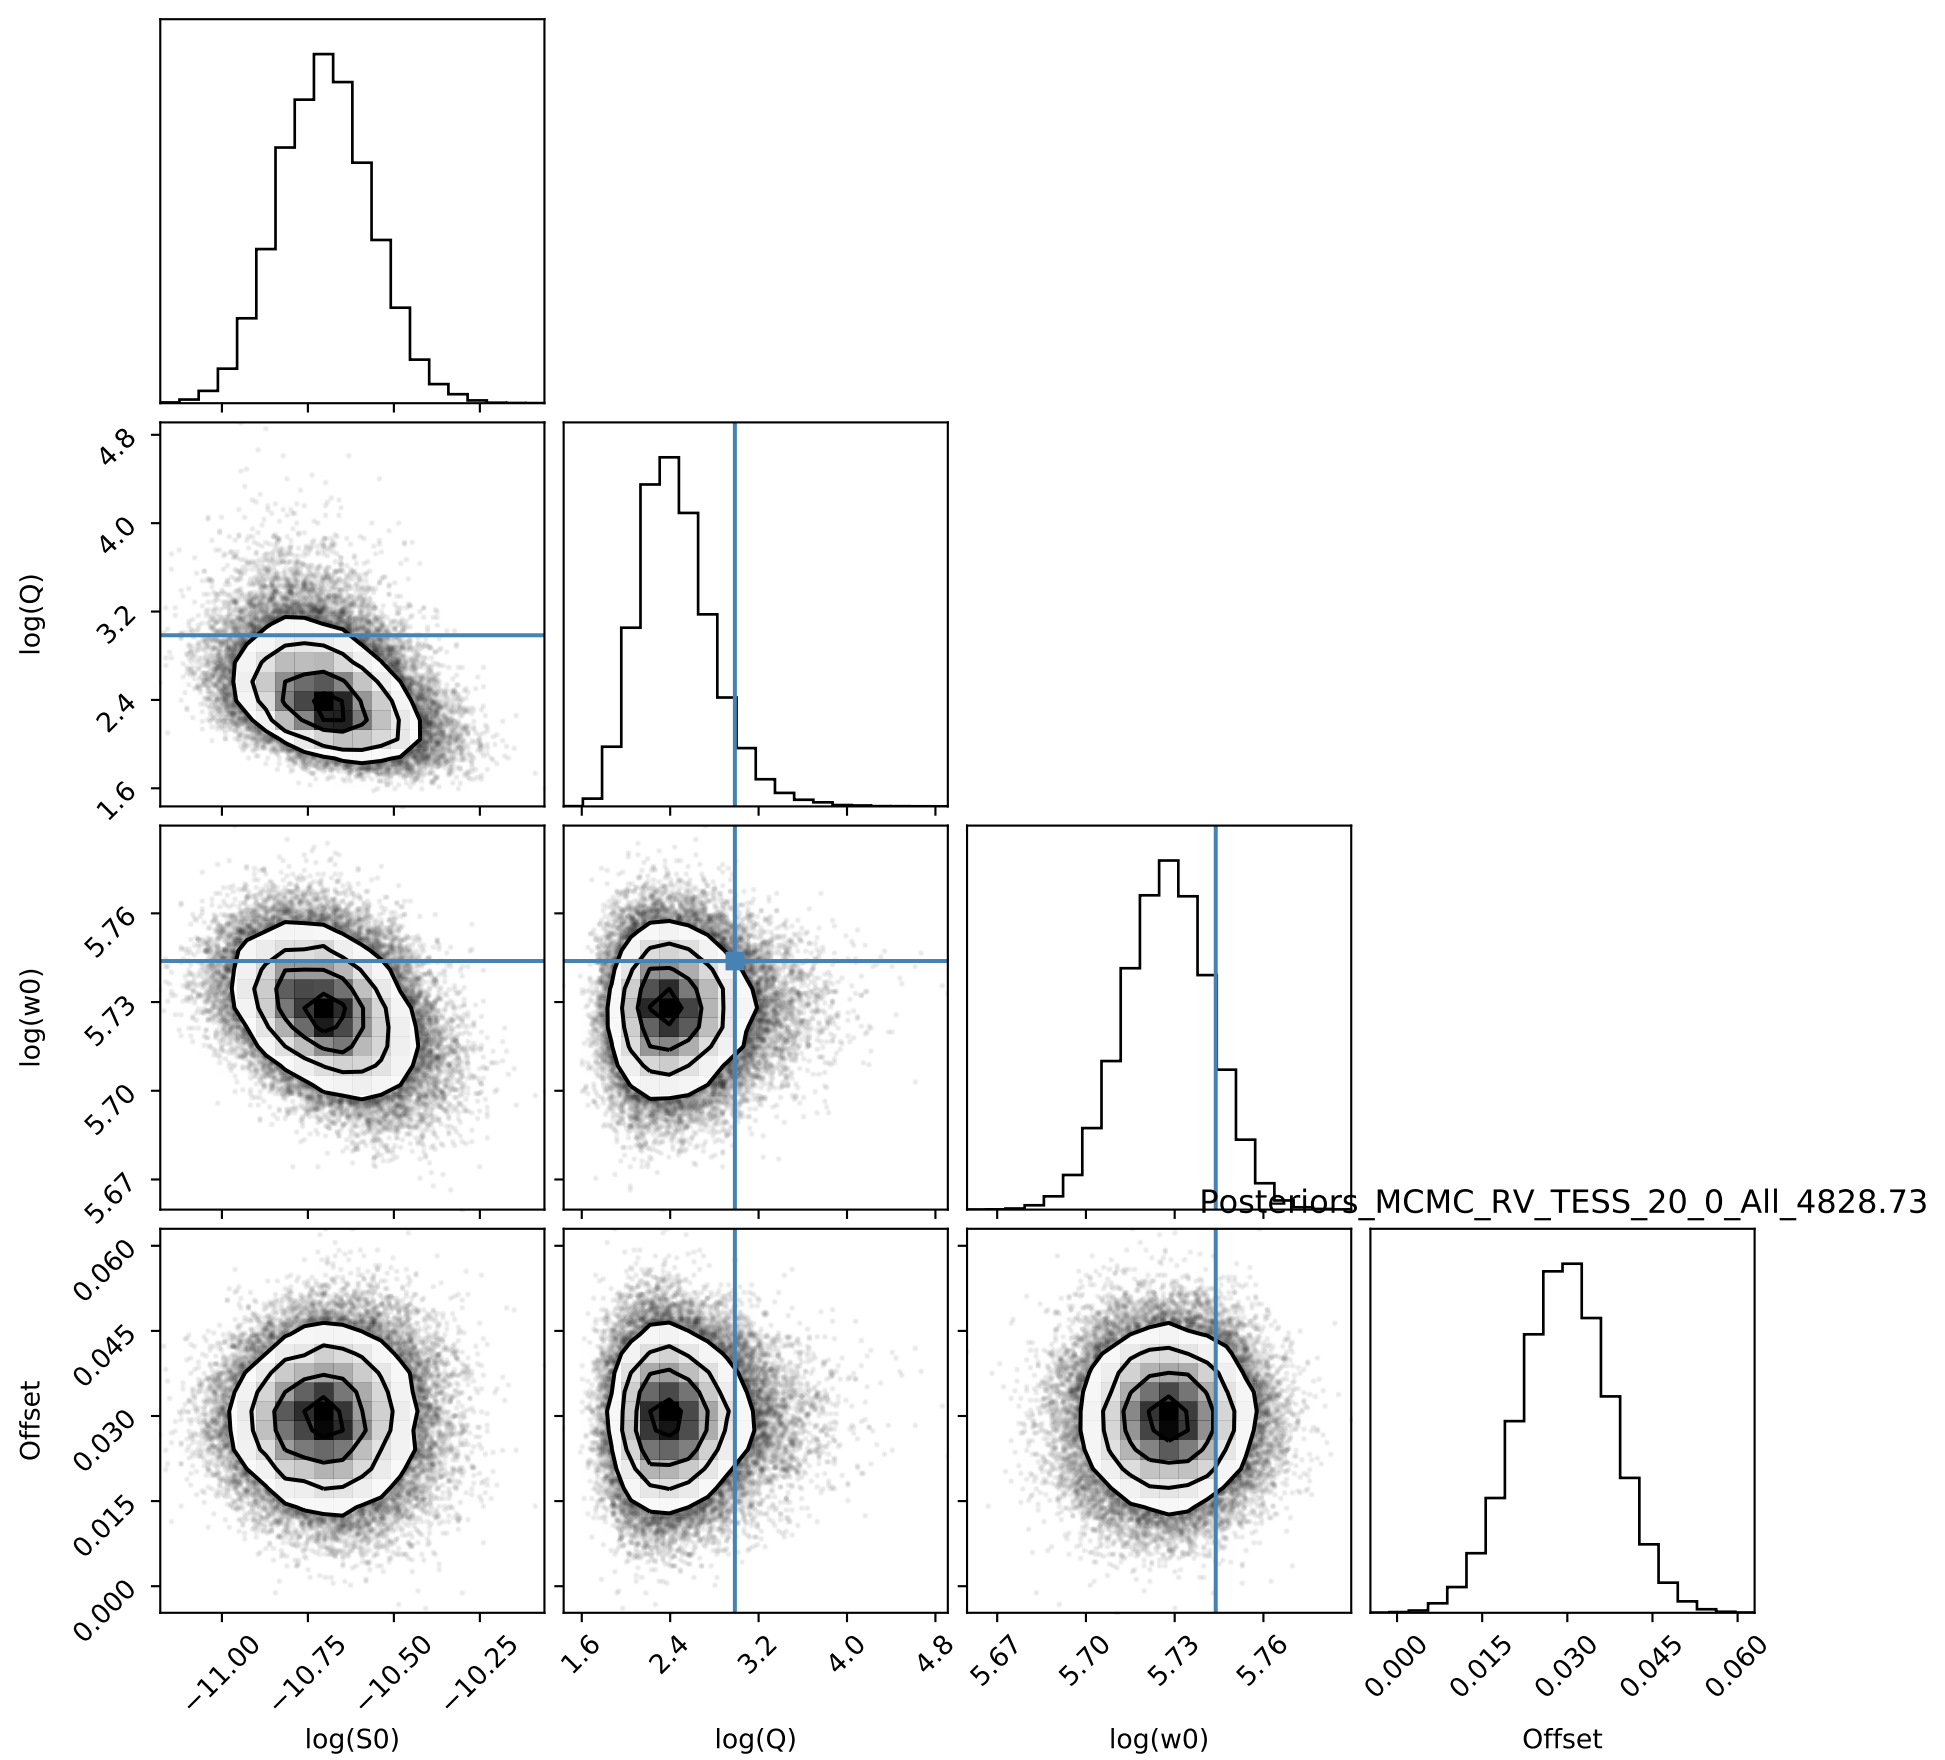 4.8
4.0
3.2
2.4
1.6
log(Q)
5.76
5.73
5.70
5.67
log(w0)
Posteriors_MCMC_RV_TESS_20_0_All_4828.73
0.060
0.045
0.030
0.015
0.000
Offset
−11.00 −10.75 −10.50 −10.25 1.6 2.4 3.2 4.0 4.8 5.67 5.70 5.73 5.76 0.000 0.015 0.030 0.045 0.060
log(S0) log(Q) log(w0) Offset